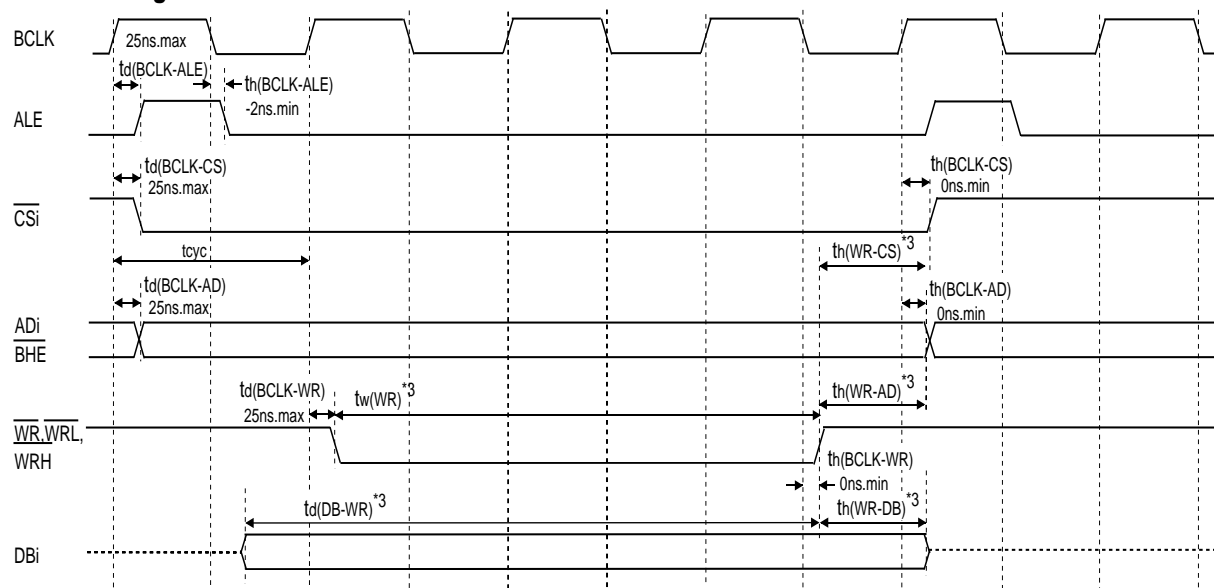 BCLK
25ns.max
td(BCLK-ALE)
th(BCLK-ALE)
-2ns.min
ALE
td(BCLK-CS)
25ns.max
th(BCLK-CS)
0ns.min
CSi
tcyc
th(WR-CS)*3
td(BCLK-AD)
25ns.max
th(BCLK-AD)
0ns.min
ADi
BHE
td(BCLK-WR)
25ns.max
tw(WR)*3
th(WR-AD)*3
WR,WRL,
WRH
th(BCLK-WR)
0ns.min
td(DB-WR)*3
th(WR-DB)*3
DBi